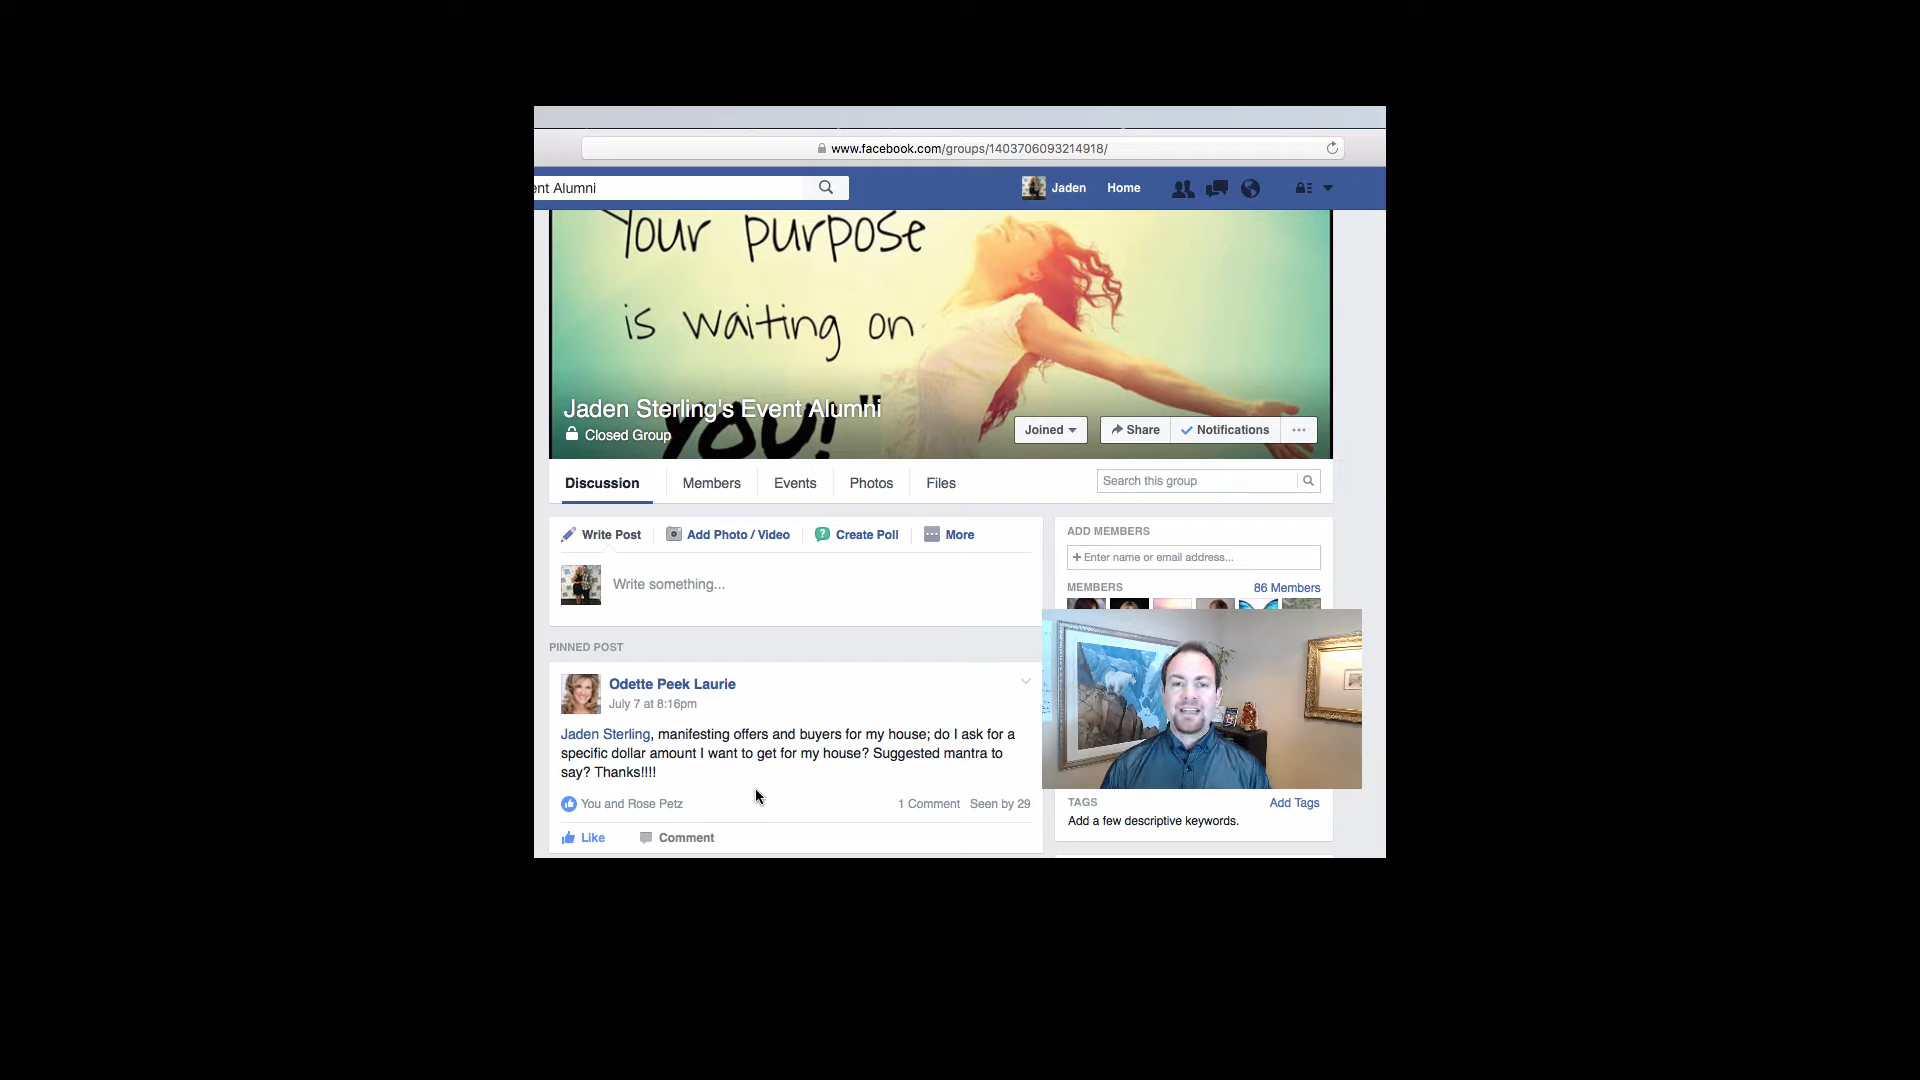 www.facebook.com/groups/1403706093214918/
ent Alumni
Jaden
Home
Your purpose
is waiting on
YOU!"
Jaden Sterling's Event Alumni
Closed Group
Joined
Share
Notifications
Discussion
Members
Events
Photos
Files
Search this group
Write Post
Add Photo / Video
Create Poll
More
Write something...
ADD MEMBERS
+ Enter name or email address...
MEMBERS
86 Members
PINNED POST
Odette Peek Laurie
July 7 at 8:16pm
Jaden Sterling, manifesting offers and buyers for my house; do I ask for a
specific dollar amount I want to get for my house? Suggested mantra to
say? Thanks!!!!
You and Rose Petz
1 Comment
Seen by 29
Like
Comment
TAGS
Add Tags
Add a few descriptive keywords.